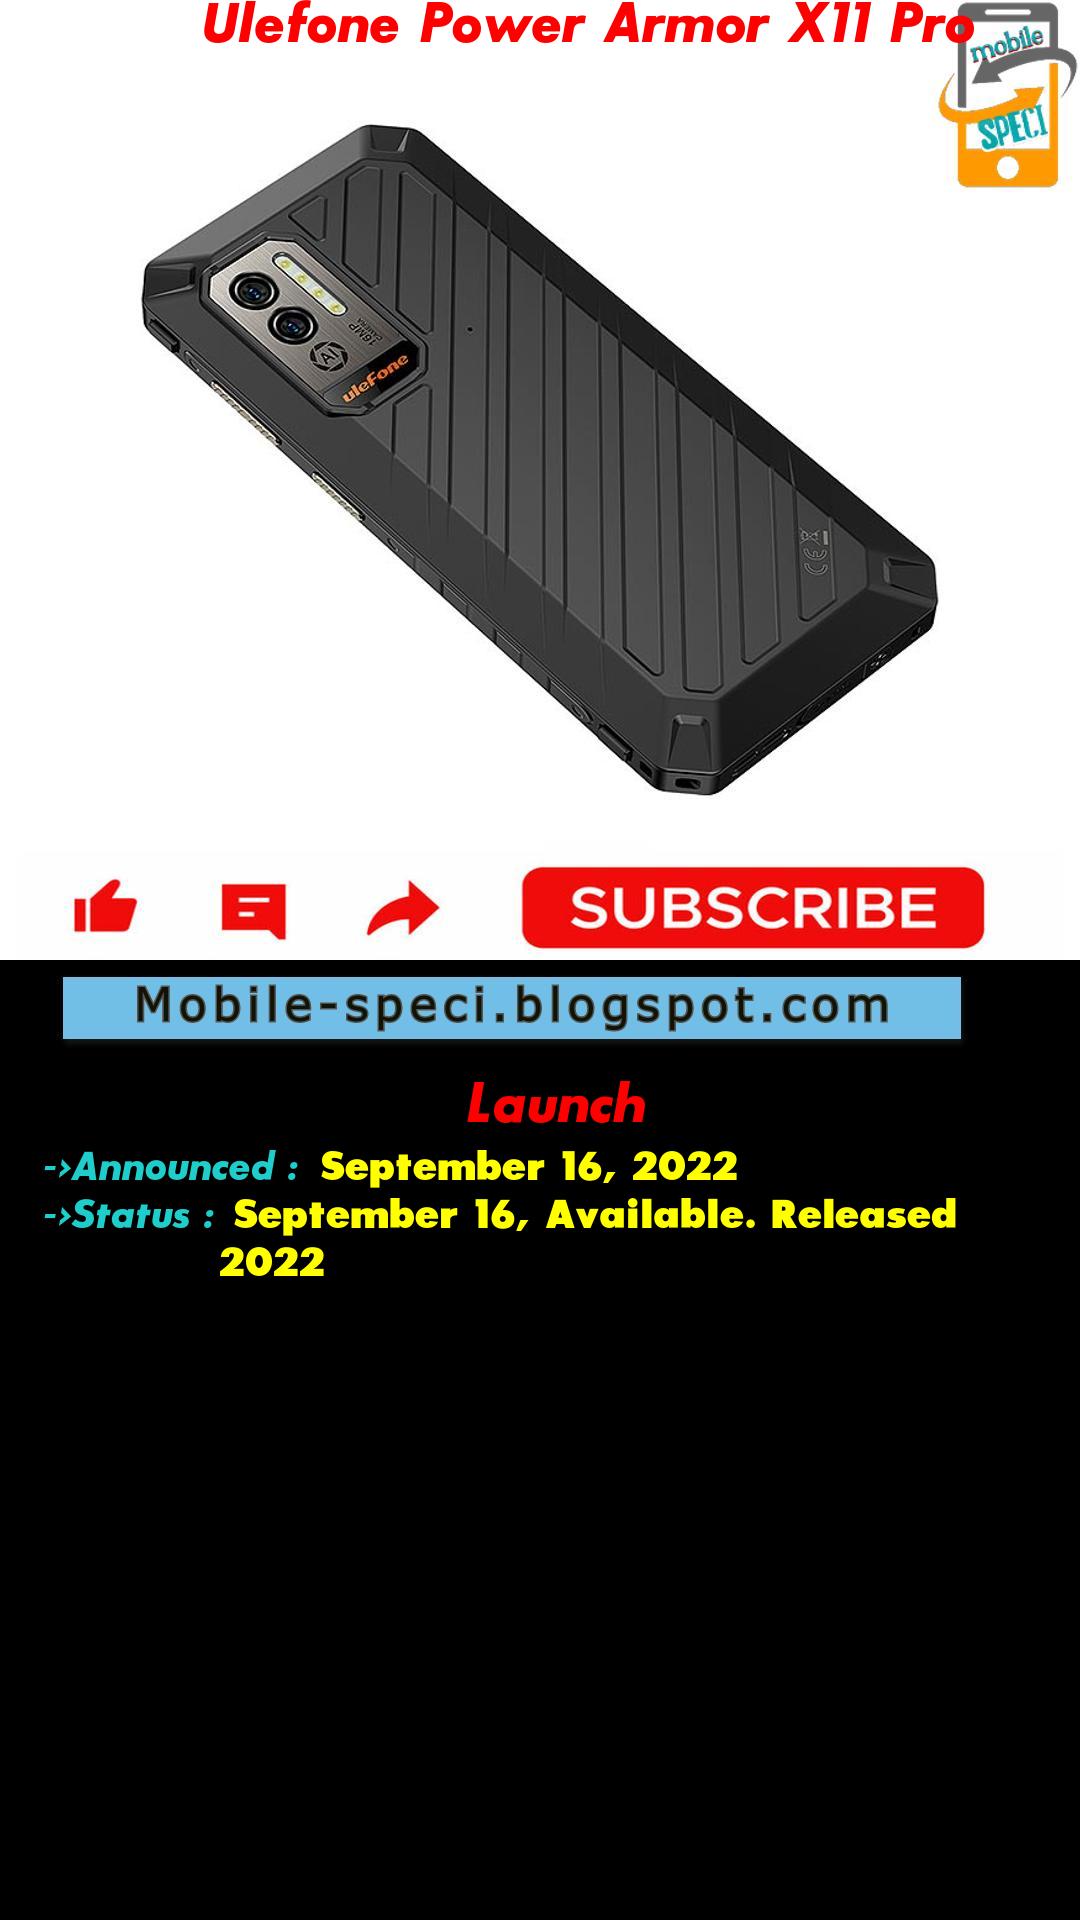 Ulefone Power Armor X11 Pro
mobile
SPECI
16MP
CAMERA
AI
uleFone
CE
SUBSCRIBE
Mobile-speci.blogspot.com
Launch
->Announced : September 16, 2022
->Status : September 16, Available. Released
2022